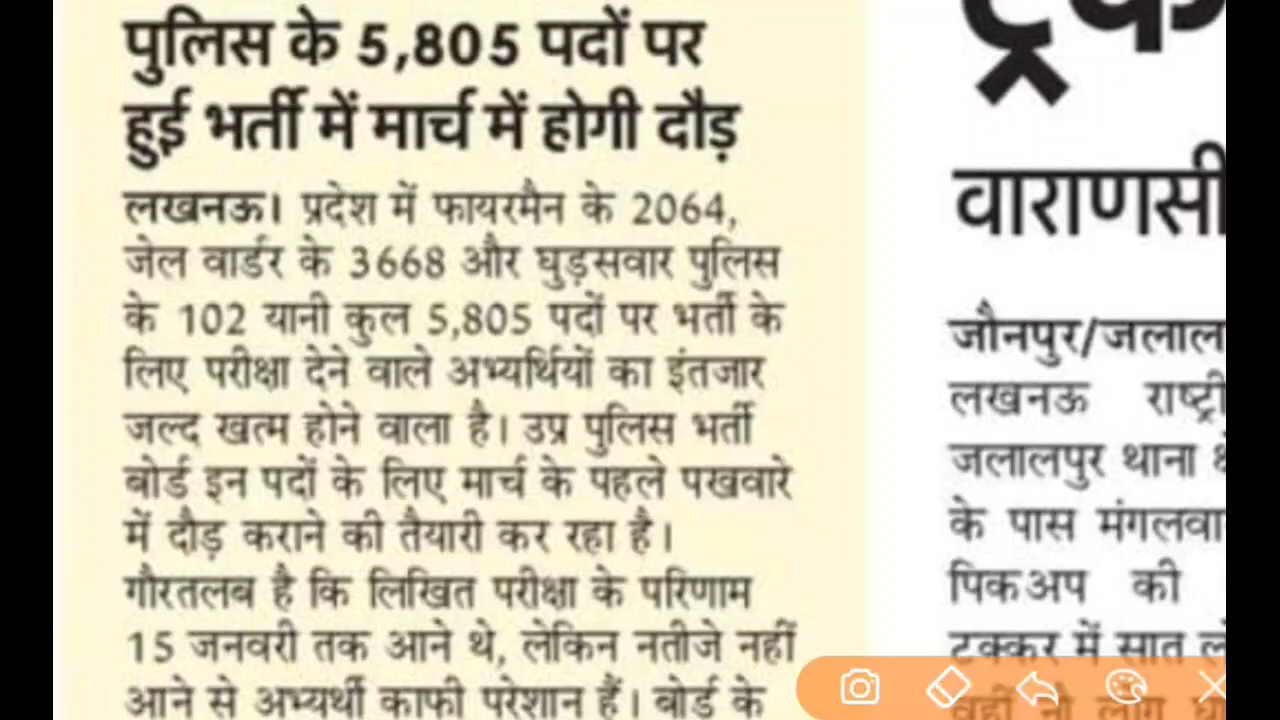 पुलिस के 5,805 पदों पर
हुई भर्ती में मार्च में होगी दौड़
लखनऊ। प्रदेश में फायरमैन के 2064,
जेल वार्डर के 3668 और घुड़सवार पुलिस
के 102 यानी कुल 5,805 पदों पर भर्ती के
लिए परीक्षा देने वाले अभ्यर्थियों का इंतजार
जल्द खत्म होने वाला है। उप्र पुलिस भर्ती
बोर्ड इन पदों के लिए मार्च के पहले पखवारे
में दौड़ कराने की तैयारी कर रहा है।
गौरतलब है कि लिखित परीक्षा के परिणाम
15 जनवरी तक आने थे, लेकिन नतीजे नहीं
आने से अभ्यर्थी काफी परेशान हैं। बोर्ड के
वाराणसी
जौनपुर/जलाल
लखनऊ राष्ट्री
जलालपुर थाना
के पास मंगलवा
पिकअप की
टक्कर में सात